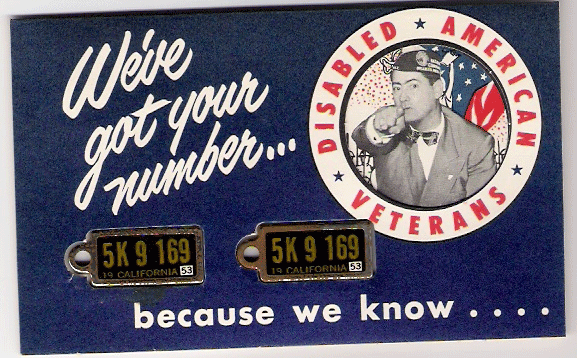 We've
got your
number...
DISABLED ★ AMERICAN ★ VETERANS ★
5K 9 169
19 CALIFORNIA 53
5K 9 169
19 CALIFORNIA 53
because we know . . . .